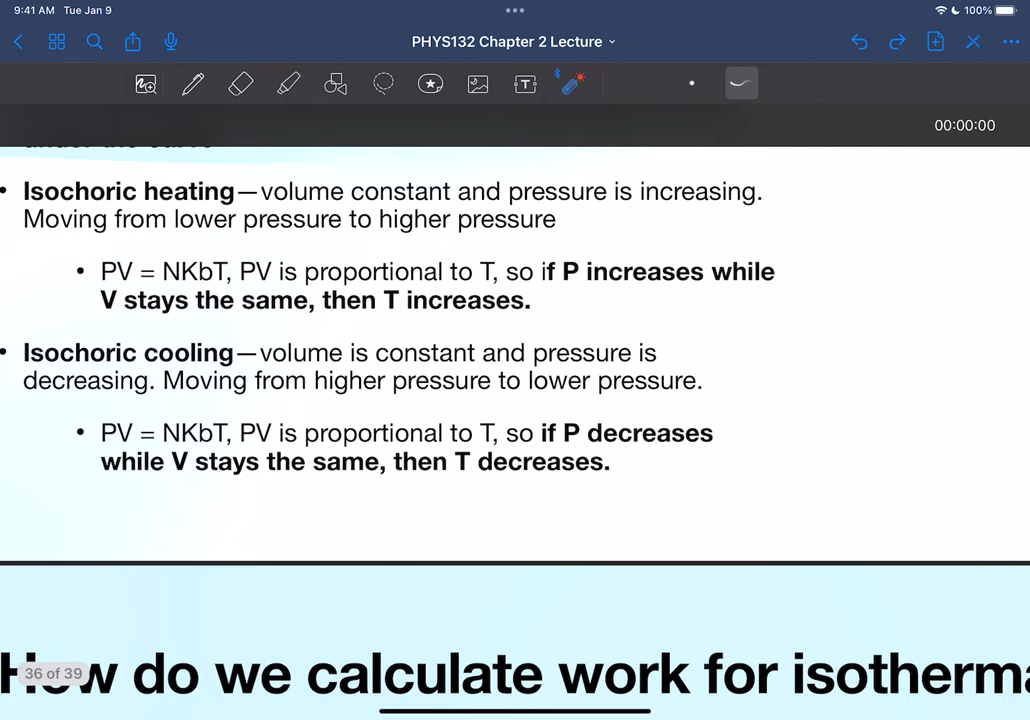 9:41 AM Tue Jan 9
100%
PHYS132 Chapter 2 Lecture
T
00:00:00
• Isochoric heating—volume constant and pressure is increasing.
Moving from lower pressure to higher pressure
• PV = NKbT, PV is proportional to T, so if P increases while
V stays the same, then T increases.
• Isochoric cooling—volume is constant and pressure is
decreasing. Moving from higher pressure to lower pressure.
• PV = NKbT, PV is proportional to T, so if P decreases
while V stays the same, then T decreases.
How do we calculate work for isotherma
36 of 39